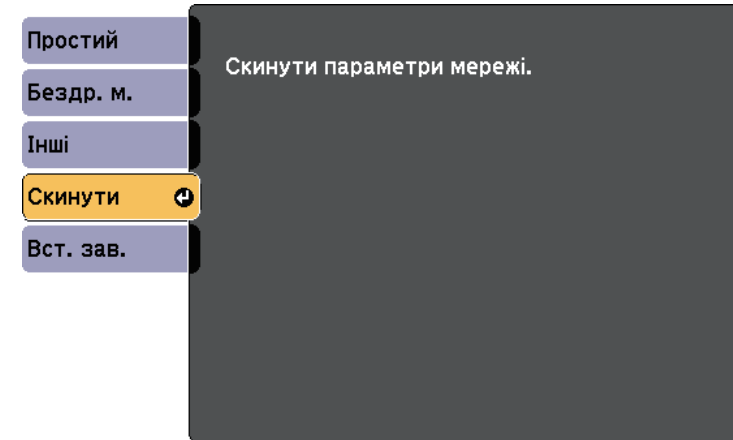 Простий
Бездр. м.
Інші
Скинути
Вст. зав.
Скинути параметри мережі.